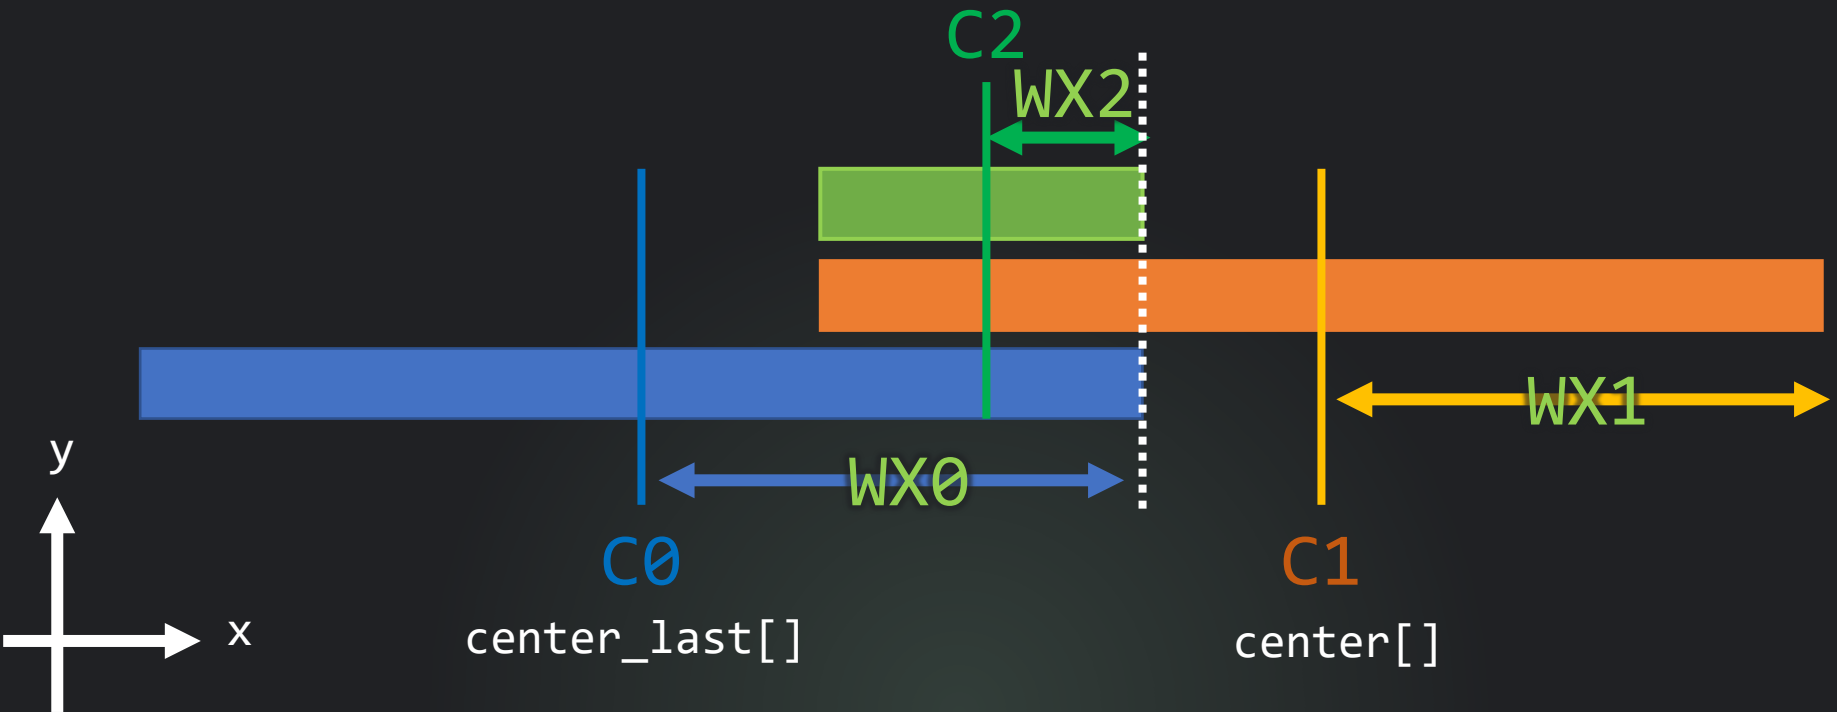 C2
WX2
WX1
y
WX0
C0
C1
x
center_last[]
center[]